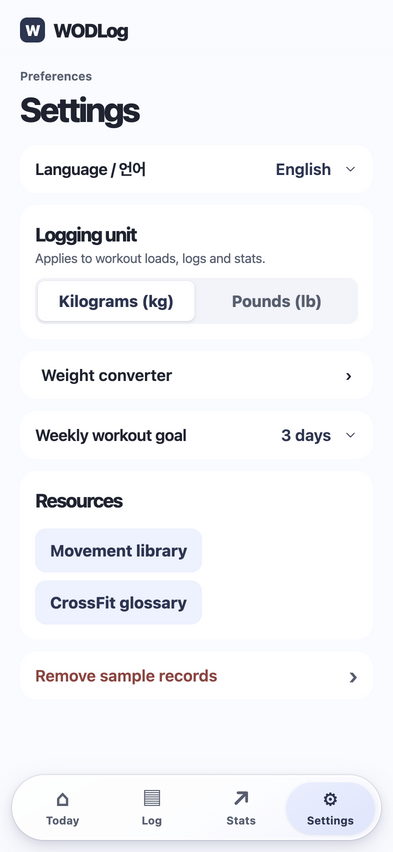 W WODLog
Preferences
Settings
Language / 언어 English
Logging unit
Applies to workout loads, logs and stats.
Kilograms (kg) Pounds (lb)
Weight converter ›
Weekly workout goal 3 days
Resources
Movement library
CrossFit glossary
Remove sample records ›
Today Log Stats Settings